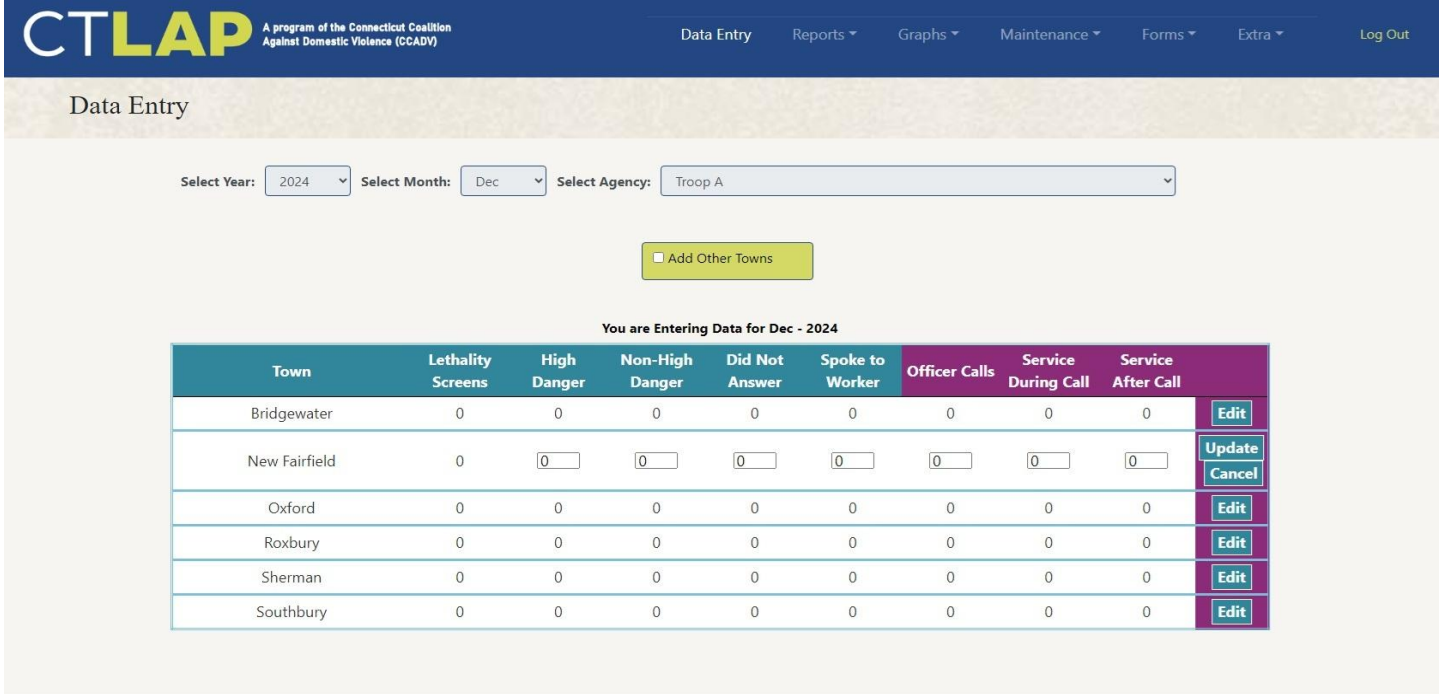 CTLAP A program of the Connecticut Coalition
Against Domestic Violence (CCADV)
Data Entry Reports Graphs Maintenance Forms Extra Log Out
Data Entry
Select Year: 2024 Select Month: Dec Select Agency: Troop A
Add Other Towns
You are Entering Data for Dec - 2024
Town Lethality Screens High Danger Non-High Danger Did Not Answer Spoke to Worker Officer Calls Service During Call Service After Call
Bridgewater 0 0 0 0 0 0 0 0 Edit
New Fairfield 0 0 0 0 0 0 0 0 Update Cancel
Oxford 0 0 0 0 0 0 0 0 Edit
Roxbury 0 0 0 0 0 0 0 0 Edit
Sherman 0 0 0 0 0 0 0 0 Edit
Southbury 0 0 0 0 0 0 0 0 Edit